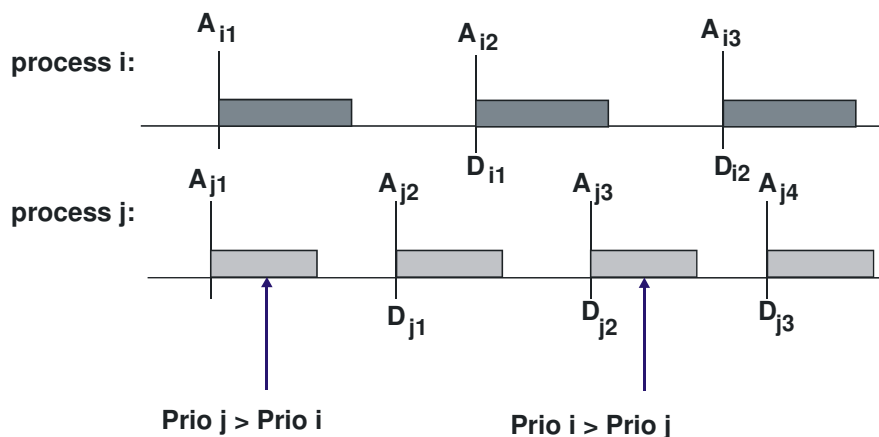 A i1 A i2 A i3
process i:
D i1 D i2
A j1 A j2 A j3 A j4
process j:
D j1 D j2 D j3
Prio j > Prio i Prio i > Prio j